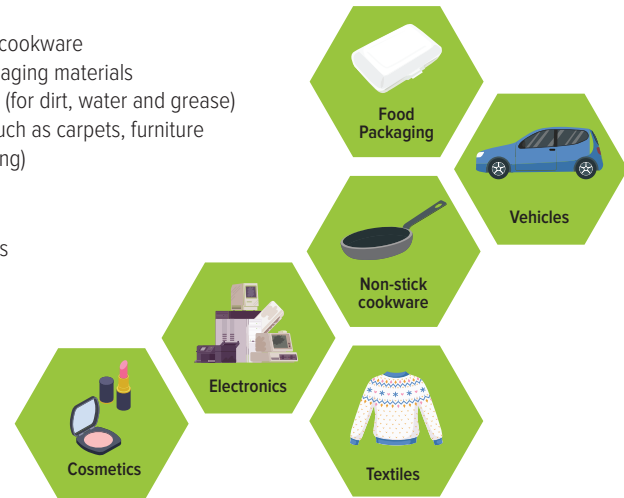 cookware
aging materials
(for dirt, water and grease)
uch as carpets, furniture
ng)
s
Food
Packaging
Vehicles
Non-stick
cookware
Electronics
Cosmetics
Textiles